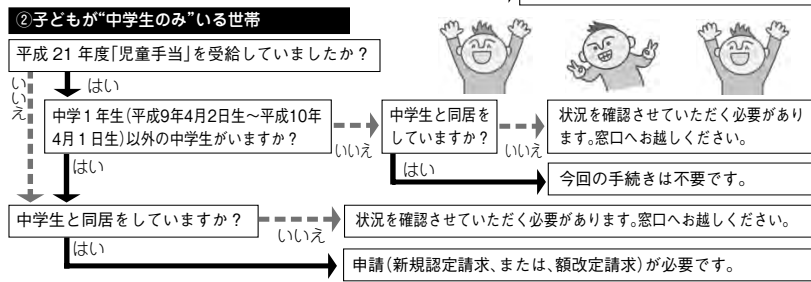 ②子どもが“中学生のみ”いる世帯
平成21年度「児童手当」を受給していましたか？
いいえ
はい
中学1年生(平成9年4月2日生～平成10年
4月1日生)以外の中学生がいますか？
いいえ
中学生と同居を
していますか？
いいえ
状況を確認させていただく必要があり
ます。窓口へお越しください。
はい
今回の手続きは不要です。
はい
中学生と同居をしていますか？
いいえ
状況を確認させていただく必要があります。窓口へお越しください。
はい
申請(新規認定請求、または、額改定請求)が必要です。